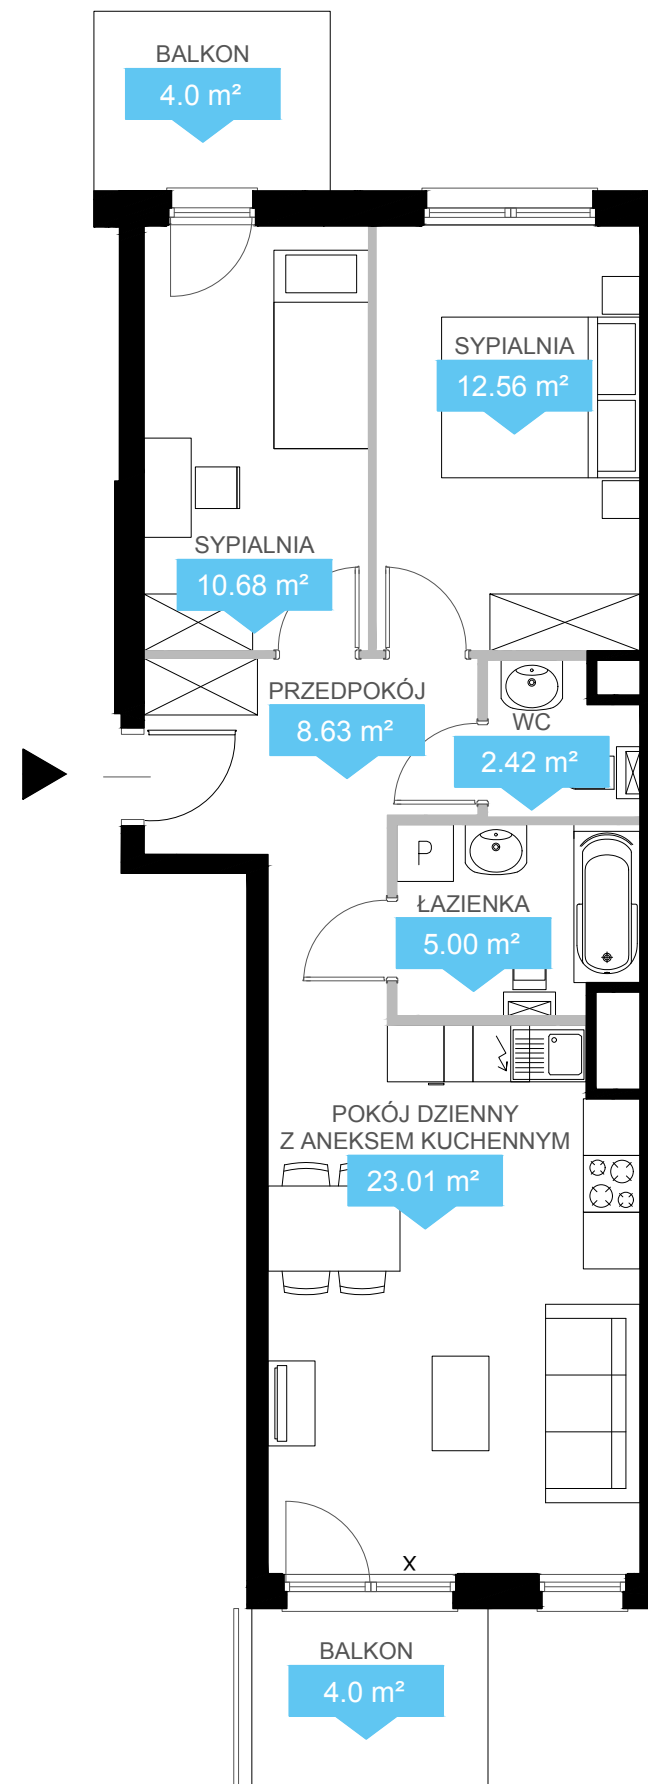 BALKON
4.0 m²
SYPIALNIA
12.56 m²
SYPIALNIA
10.68 m²
PRZEDPOKÓJ
8.63 m²
WC
2.42 m²
P
ŁAZIENKA
5.00 m²
POKÓJ DZIENNY
Z ANEKSEM KUCHENNYM
23.01 m²
X
BALKON
4.0 m²